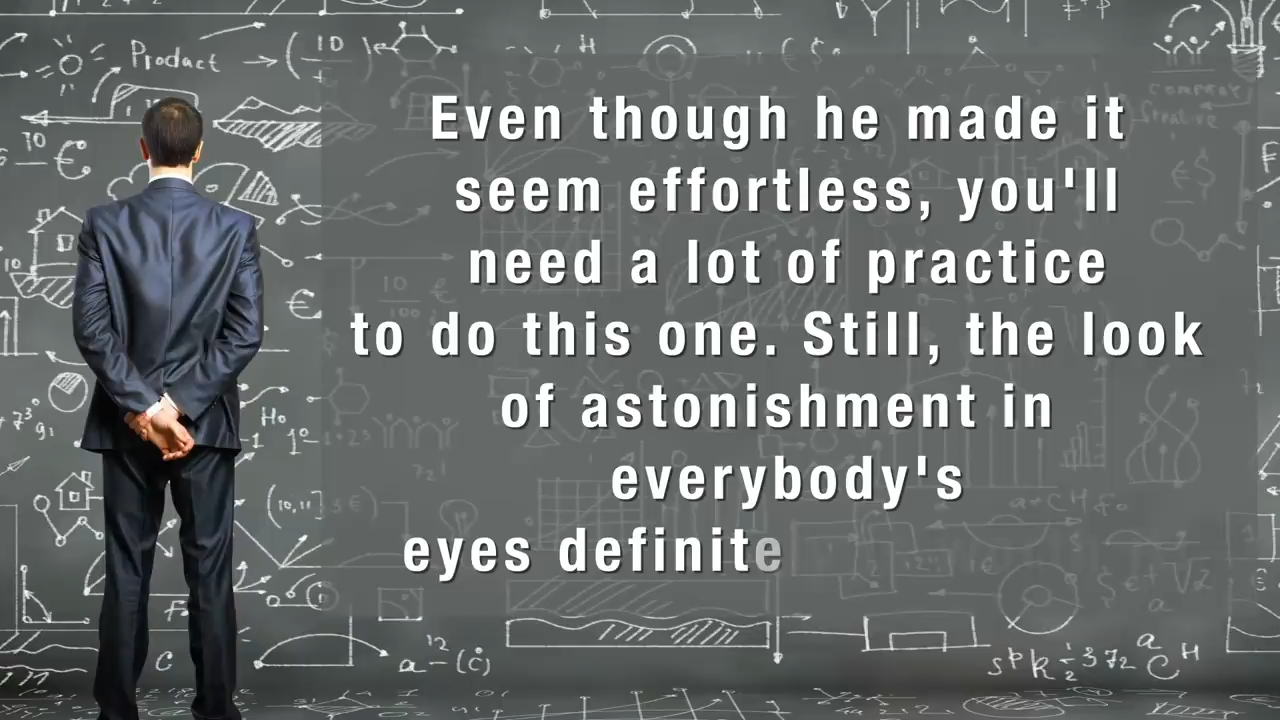 Product
Even though he made it
seem effortless, you'll
need a lot of practice
to do this one. Still, the look
of astonishment in
everybody's
eyes definite